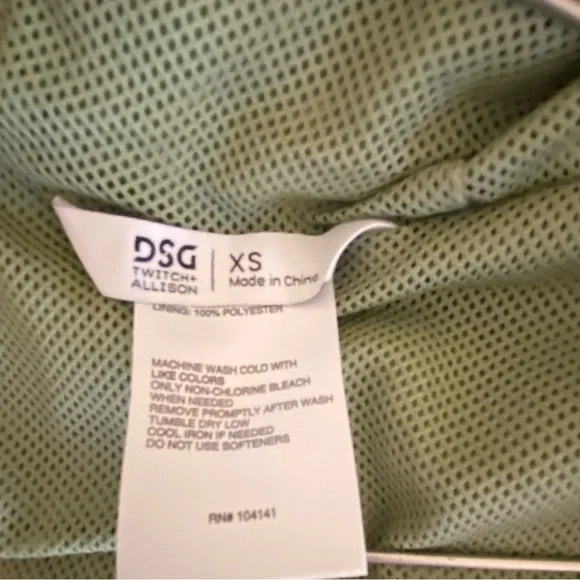 DSG
TWITCH+
ALLISON
XS
Made in China
LINING: 100% POLYESTER
MACHINE WASH COLD WITH
LIKE COLORS
ONLY NON-CHLORINE BLEACH
WHEN NEEDED
REMOVE PROMPTLY AFTER WASH
TUMBLE DRY LOW
COOL IRON IF NEEDED
DO NOT USE SOFTENERS
RN# 104141